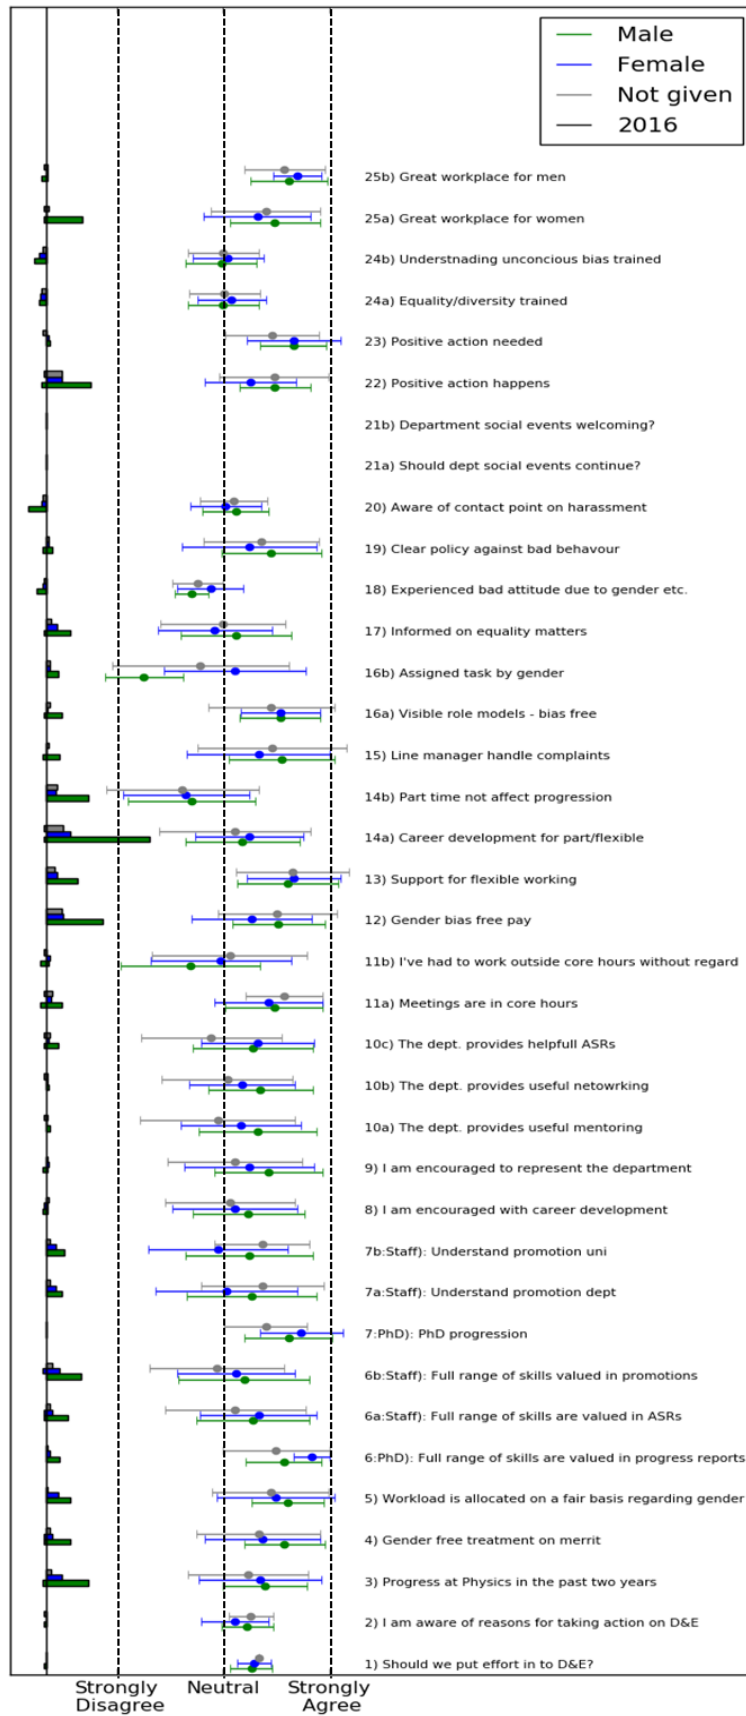 Male
Female
Not given
2016
25b) Great workplace for men
25a) Great workplace for women
24b) Understnading unconcious bias trained
24a) Equality/diversity trained
23) Positive action needed
22) Positive action happens
21b) Department social events welcoming?
21a) Should dept social events continue?
20) Aware of contact point on harassment
19) Clear policy against bad behavour
18) Experienced bad attitude due to gender etc.
17) Informed on equality matters
16b) Assigned task by gender
16a) Visible role models - bias free
15) Line manager handle complaints
14b) Part time not affect progression
14a) Career development for part/flexible
13) Support for flexible working
12) Gender bias free pay
11b) I've had to work outside core hours without regard
11a) Meetings are in core hours
10c) The dept. provides helpfull ASRs
10b) The dept. provides useful netowrking
10a) The dept. provides useful mentoring
9) I am encouraged to represent the department
8) I am encouraged with career development
7b:Staff): Understand promotion uni
7a:Staff): Understand promotion dept
7:PhD): PhD progression
6b:Staff): Full range of skills valued in promotions
6a:Staff): Full range of skills are valued in ASRs
6:PhD): Full range of skills are valued in progress reports
5) Workload is allocated on a fair basis regarding gender
4) Gender free treatment on merrit
3) Progress at Physics in the past two years
2) I am aware of reasons for taking action on D&E
1) Should we put effort in to D&E?
Strongly Neutral Strongly
Disagree Agree